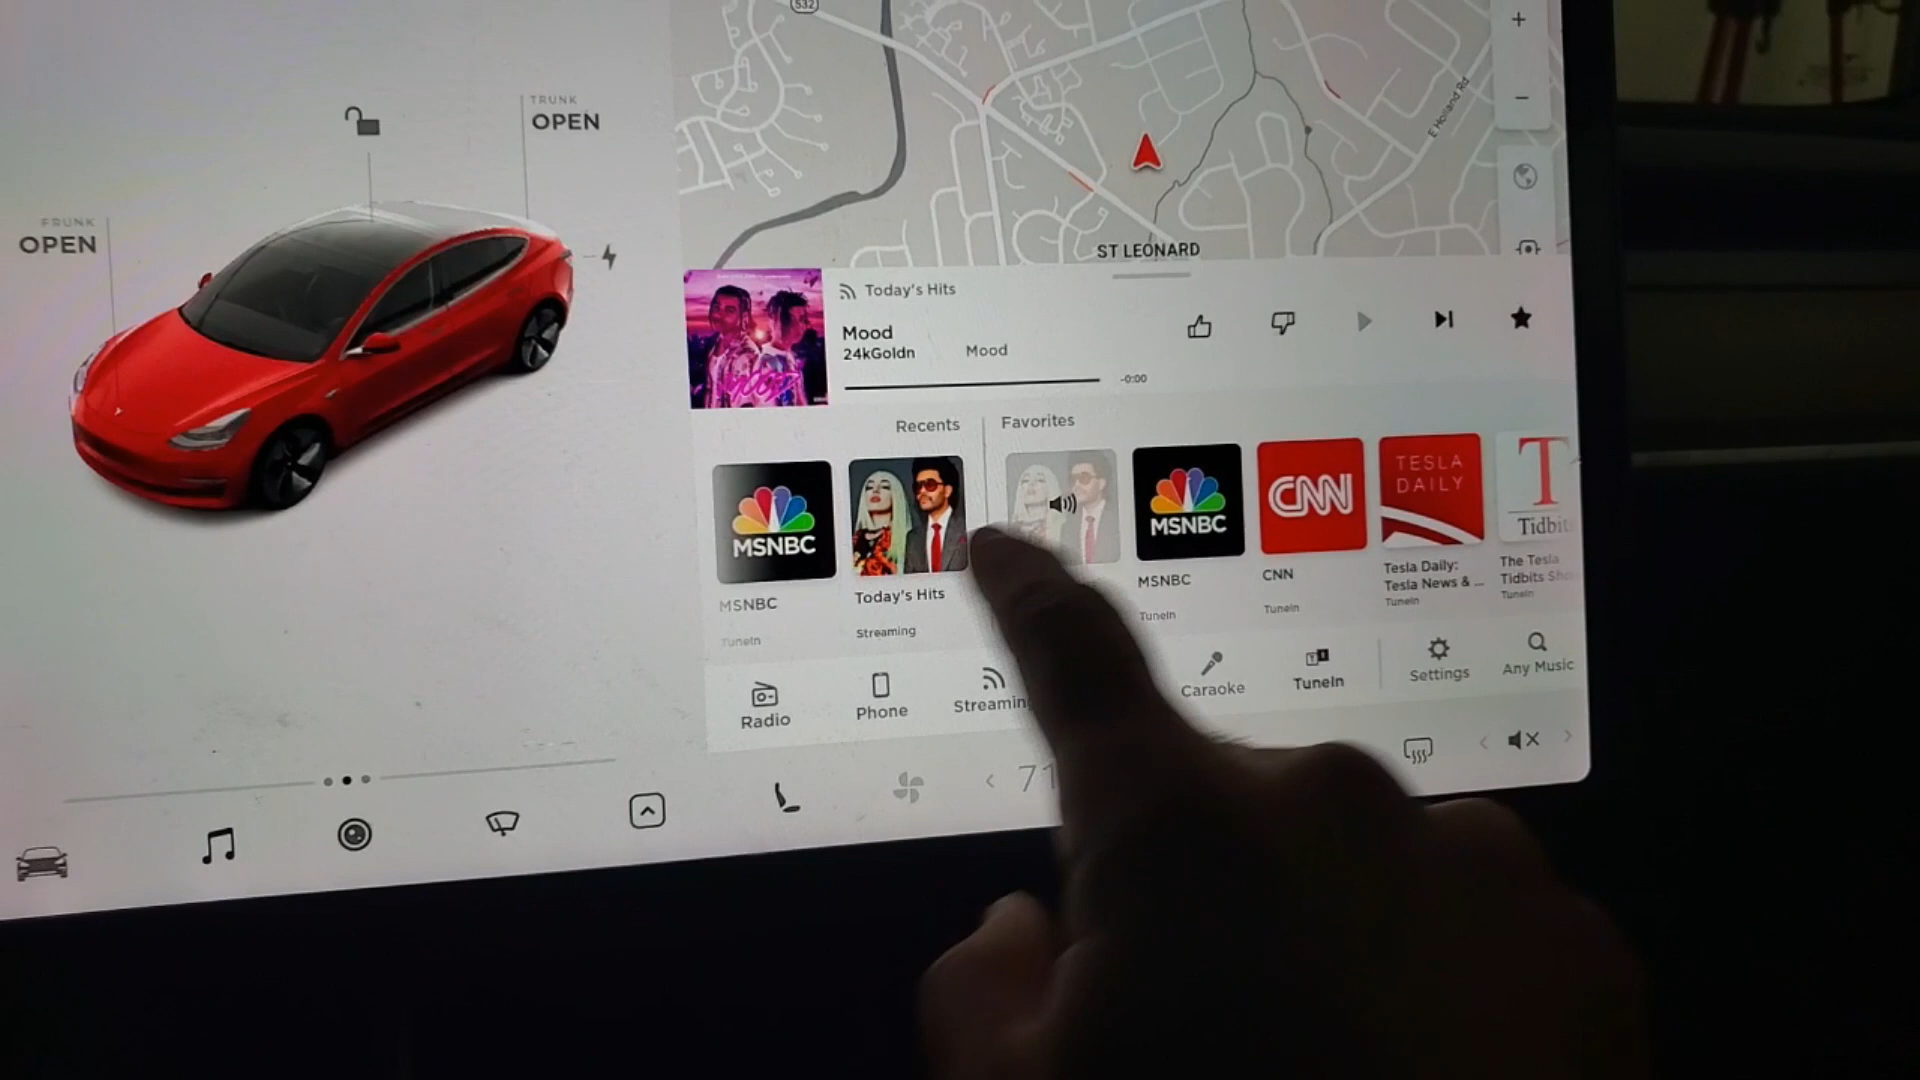 532
TRUNK
OPEN
FRUNK
OPEN
E Holland Rd
ST LEONARD
Today's Hits
Mood
24kGoldn Mood
-0:00
Recents Favorites
MSNBC
MSNBC
CNN
TESLA
DAILY
T
Tidbit
MSNBC
TuneIn
Today's Hits
Streaming
MSNBC
TuneIn
CNN
TuneIn
Tesla Daily:
Tesla News & ...
TuneIn
The Tesla
Tidbits Sho
TuneIn
Radio
Phone
Streaming
Caraoke
TuneIn
Settings
Any Music
71